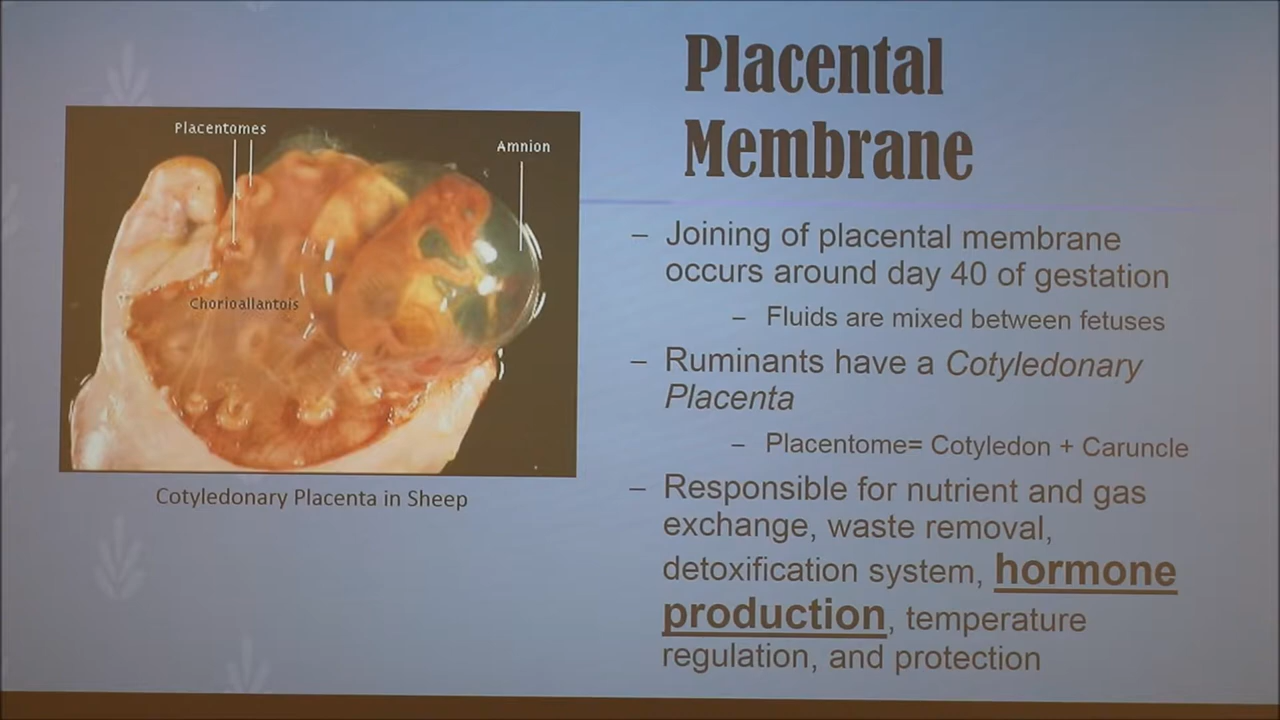 Placental
Membrane
Placentomes
Amnion
Chorioallantois
Cotyledonary Placenta in Sheep
– Joining of placental membrane
occurs around day 40 of gestation
– Fluids are mixed between fetuses
– Ruminants have a Cotyledonary
Placenta
– Placentome= Cotyledon + Caruncle
– Responsible for nutrient and gas
exchange, waste removal,
detoxification system, hormone
production, temperature
regulation, and protection